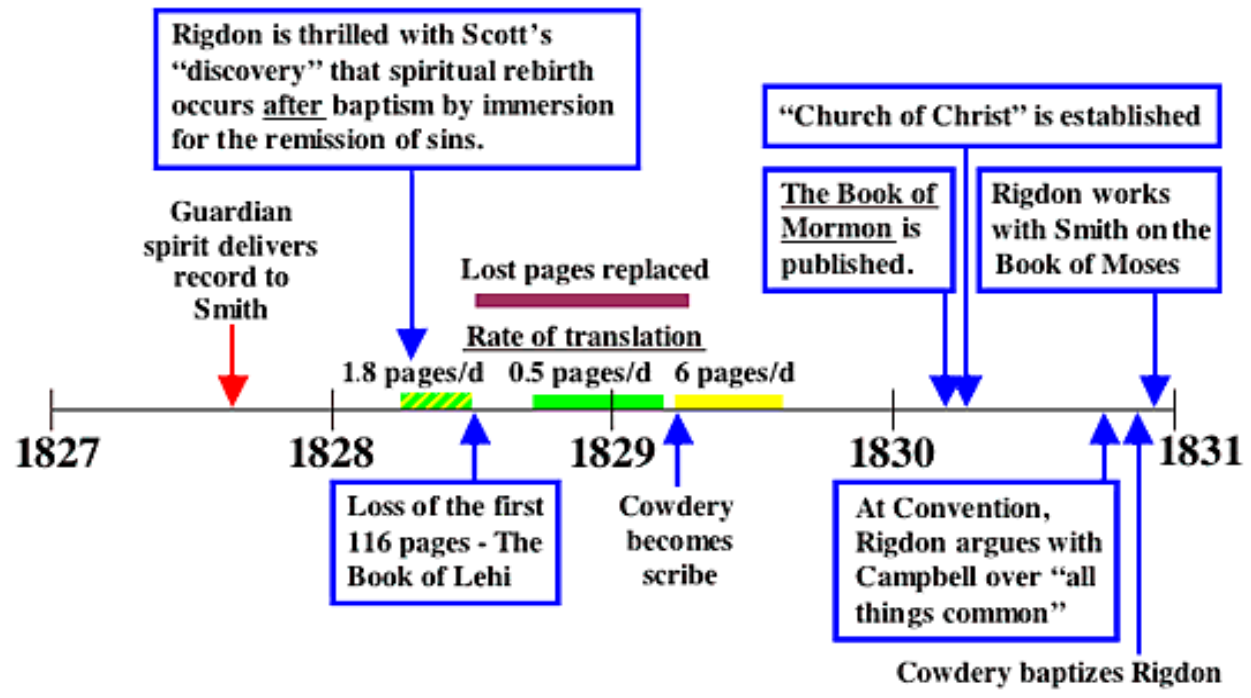 Rigdon is thrilled with Scott's
“discovery” that spiritual rebirth
occurs after baptism by immersion
for the remission of sins.
“Church of Christ” is established
The Book of
Mormon is
published.
Rigdon works
with Smith on the
Book of Moses
Guardian
spirit delivers
record to
Smith
Lost pages replaced
Rate of translation
1.8 pages/d 0.5 pages/d 6 pages/d
1827 1828 1829 1830 1831
Loss of the first
116 pages - The
Book of Lehi
Cowdery
becomes
scribe
At Convention,
Rigdon argues with
Campbell over “all
things common”
Cowdery baptizes Rigdon